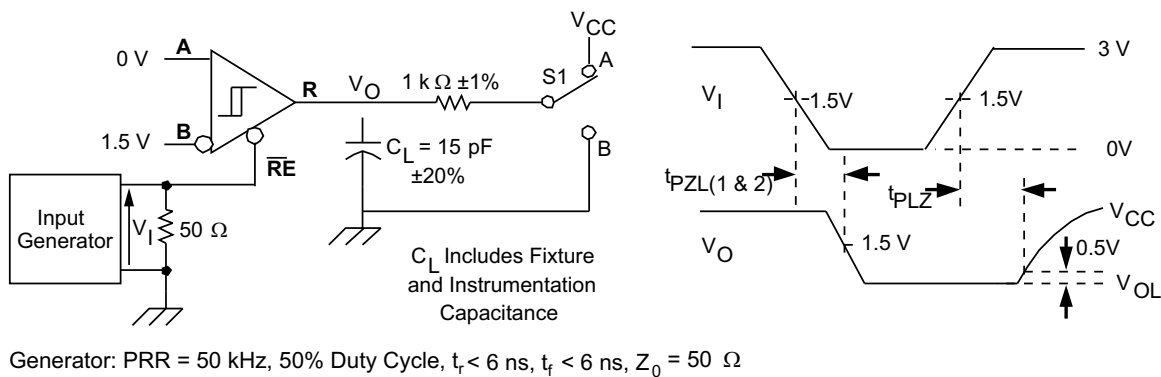 0 V
A
1.5 V
B
R
RE
V_O
1 k Ω ±1%
S1
V_CC
A
B
C_L = 15 pF
±20%
Input
Generator
V_I
50 Ω
C_L Includes Fixture
and Instrumentation
Capacitance
V_I
1.5V
1.5V
3 V
0V
t_PZL(1 & 2)
t_PLZ
V_O
1.5 V
V_CC
0.5V
V_OL
Generator: PRR = 50 kHz, 50% Duty Cycle, t_r < 6 ns, t_f < 6 ns, Z_0 = 50 Ω